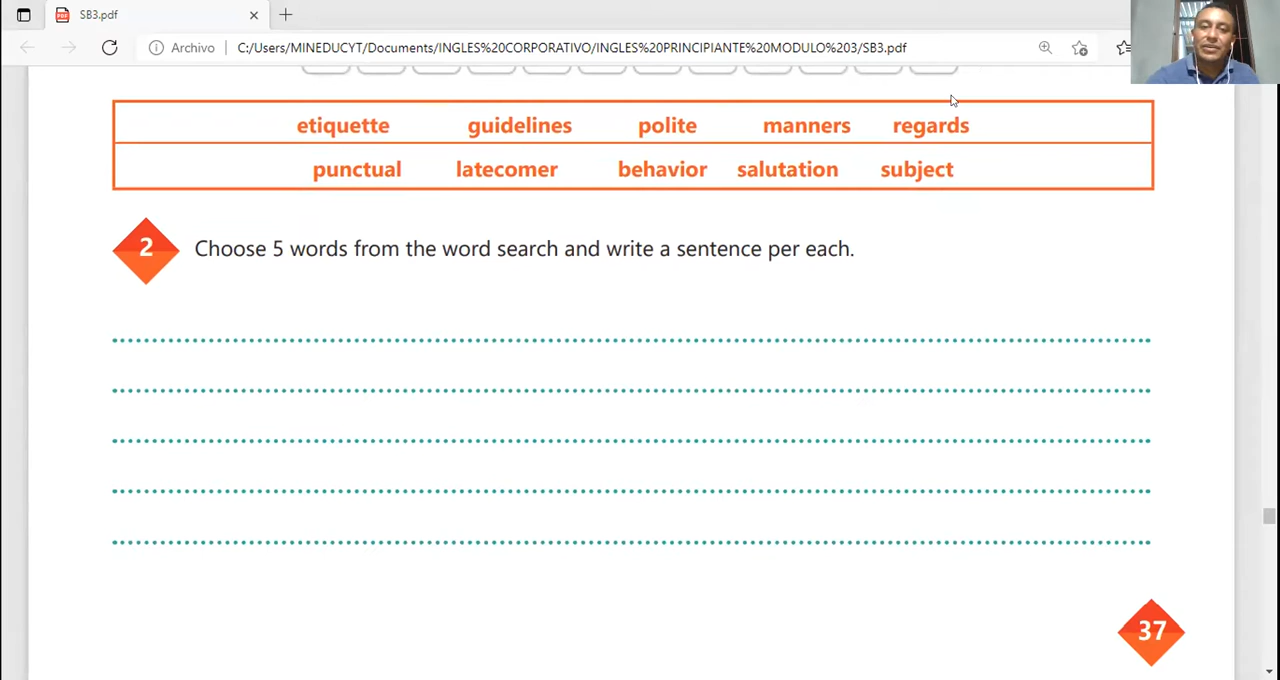 SB3.pdf
Archivo
C:/Users/MINEDUCYT/Documents/INGLES%20CORPORATIVO/INGLES%20PRINCIPIANTE%20MODULO%203/SB3.pdf
etiquette guidelines polite manners regards
punctual latecomer behavior salutation subject
2 Choose 5 words from the word search and write a sentence per each.
37